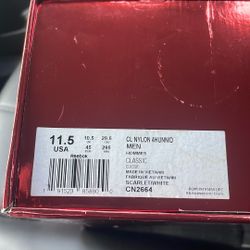 11.5
USA
10.5
29.5
45
295
Reebok
CL NYLON 4HUNNID
MEN
HOMMES
CLASSIC
MADE IN VIETNAM
FABRIQUE AU VIETNAM
SCARLET/WHITE
CN2664